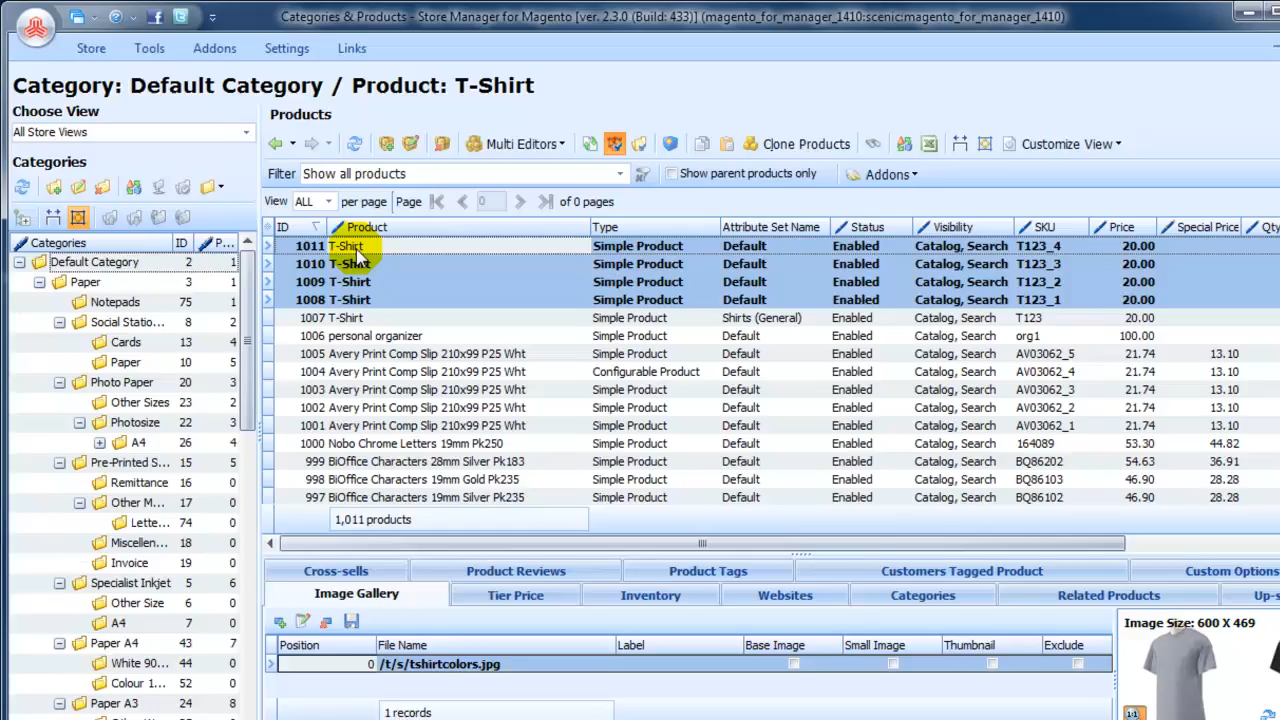 Categories & Products - Store Manager for Magento [ver. 2.3.0 (Build: 433)] (magento_for_manager_1410:scenic:magento_for_manager_1410)
Store Tools Addons Settings Links
Category: Default Category / Product: T-Shirt
Choose View
All Store Views
Categories
Categories ID P...
Default Category 2 1
Paper 3 1
Notepads 75 1
Social Statio... 8 2
Cards 13 4
Paper 10 5
Photo Paper 20 3
Other Sizes 23 2
Photosize 22 3
A4 26 4
Pre-Printed S... 15 5
Remittance 16 0
Other M... 17 0
Lette... 74 0
Miscellen... 18 0
Invoice 19 0
Specialist Inkjet 5 6
Other Size 6 0
A4 7 0
Paper A4 43 7
White 90... 44 0
Colour 1... 52 0
Paper A3 24 8
Products
Multi Editors Clone Products Customize View
Filter Show all products Show parent products only Addons
View ALL per page Page 0 of 0 pages
ID Product Type Attribute Set Name Status Visibility SKU Price Special Price Qty
1011 T-Shirt Simple Product Default Enabled Catalog, Search T123_4 20.00
1010 T-Shirt Simple Product Default Enabled Catalog, Search T123_3 20.00
1009 T-Shirt Simple Product Default Enabled Catalog, Search T123_2 20.00
1008 T-Shirt Simple Product Default Enabled Catalog, Search T123_1 20.00
1007 T-Shirt Simple Product Shirts (General) Enabled Catalog, Search T123 20.00
1006 personal organizer Simple Product Default Enabled Catalog, Search org1 100.00
1005 Avery Print Comp Slip 210x99 P25 Wht Simple Product Default Enabled Catalog, Search AV03062_5 21.74 13.10
1004 Avery Print Comp Slip 210x99 P25 Wht Configurable Product Default Enabled Catalog, Search AV03062_4 21.74 13.10
1003 Avery Print Comp Slip 210x99 P25 Wht Simple Product Default Enabled Catalog, Search AV03062_3 21.74 13.10
1002 Avery Print Comp Slip 210x99 P25 Wht Simple Product Default Enabled Catalog, Search AV03062_2 21.74 13.10
1001 Avery Print Comp Slip 210x99 P25 Wht Simple Product Default Enabled Catalog, Search AV03062_1 21.74 13.10
1000 Nobo Chrome Letters 19mm Pk250 Simple Product Default Enabled Catalog, Search 164089 53.30 44.82
999 BiOffice Characters 28mm Silver Pk183 Simple Product Default Enabled Catalog, Search BQ86202 54.63 36.91
998 BiOffice Characters 19mm Gold Pk235 Simple Product Default Enabled Catalog, Search BQ86103 46.90 28.28
997 BiOffice Characters 19mm Silver Pk235 Simple Product Default Enabled Catalog, Search BQ86102 46.90 28.28
1,011 products
Cross-sells Product Reviews Product Tags Customers Tagged Product Custom Options
Image Gallery Tier Price Inventory Websites Categories Related Products Up-s
Position File Name Label Base Image Small Image Thumbnail Exclude
0 /t/s/tshirtcolors.jpg
1 records
Image Size: 600 X 469
1:1